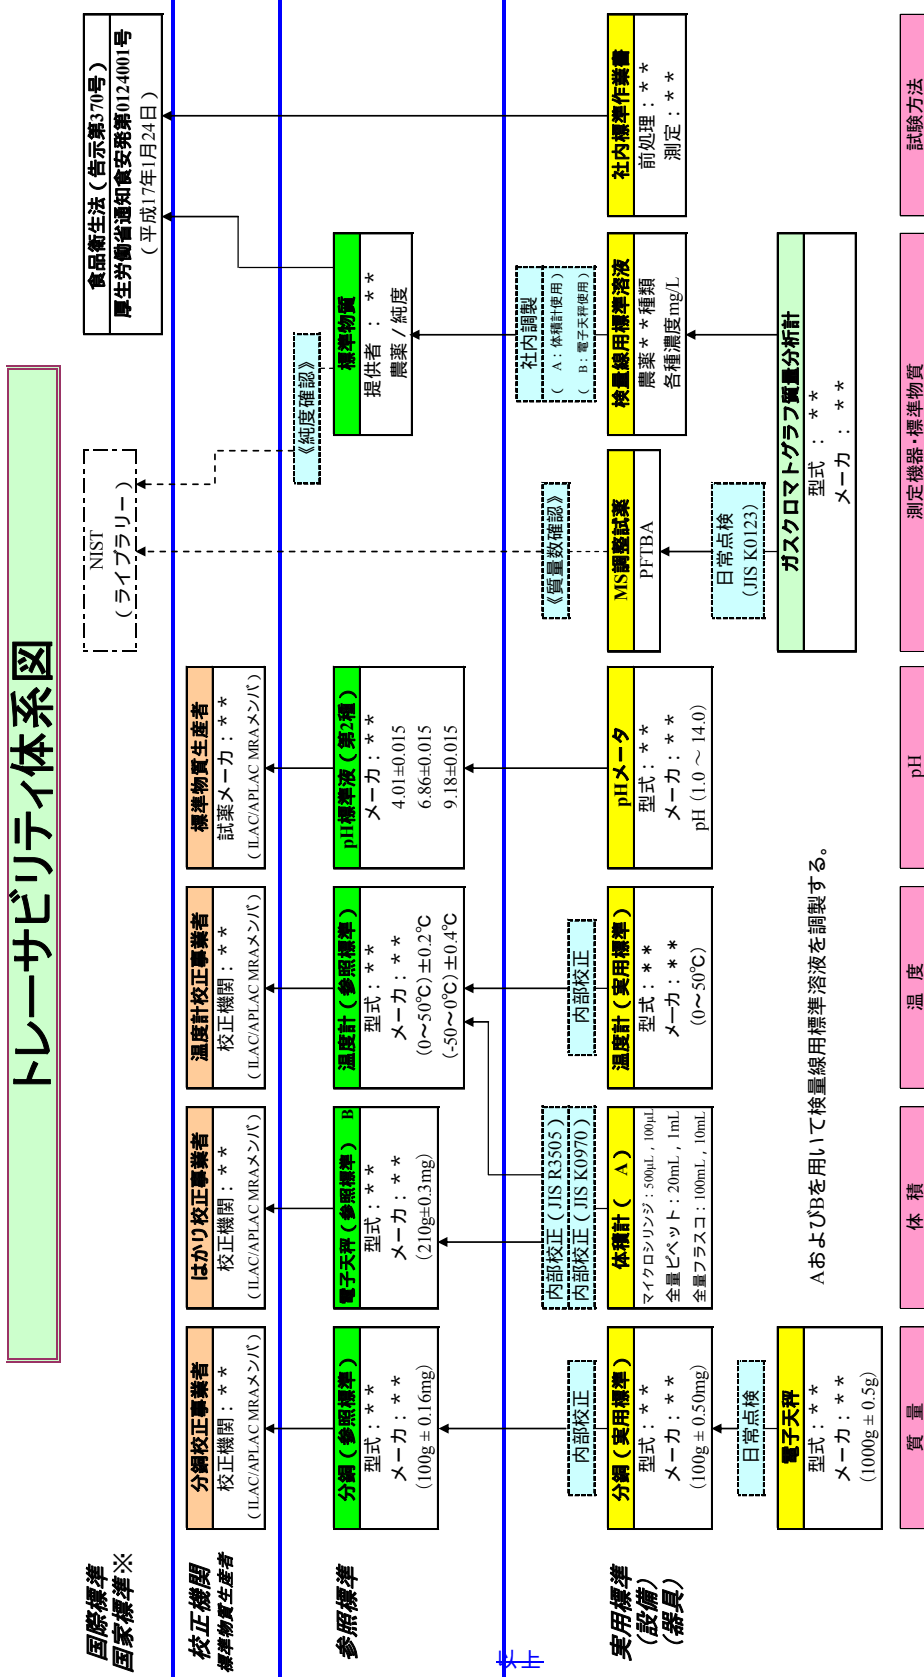 トレーサビリティ体系図
国際標準
国家標準※
NIST
(ライブラリー)
食品衛生法(告示第370号)
厚生労働省通知食安発第0124001号
(平成17年1月24日)
校正機関
標準物質生産者
分銅校正事業者
校正機関:**
(ILAC/APLAC MRAメンバ)
はかり校正事業者
校正機関:**
(ILAC/APLAC MRAメンバ)
温度計校正事業者
校正機関:**
(ILAC/APLAC MRAメンバ)
標準物質生産者
試薬メーカ:**
(ILAC/APLAC MRAメンバ)
《純度確認》
参照標準
分銅(参照標準)
型式:**
メーカ:**
(100g±0.16mg)
電子天秤(参照標準) B
型式:**
メーカ:**
(210g±0.3mg)
温度計(参照標準)
型式:**
メーカ:**
(0~50℃)±0.2℃
(-50~0℃)±0.4℃
pH標準液(第2種)
メーカ:**
4.01±0.015
6.86±0.015
9.18±0.015
標準物質
提供者:**
農薬/純度
以上
内部校正
内部校正(JIS R3505)
内部校正(JIS K0970)
内部校正
《質量数確認》
社内調製
(A:体積計使用)
(B:電子天秤使用)
実用標準
(設備)
(器具)
分銅(実用標準)
型式:**
メーカ:**
(100g±0.50mg)
体積計(A)
マイクロシリンジ:500μL,100μL
全量ピペット:20mL,1mL
全量フラスコ:100mL,10mL
温度計(実用標準)
型式:**
メーカ:**
(0~50℃)
pHメータ
型式:**
メーカ:**
pH(1.0~14.0)
MS調整試薬
PFTBA
検量線用標準溶液
農薬**種類
各種濃度mg/L
社内標準作業書
前処理:**
測定:**
日常点検
日常点検
(JIS K0123)
電子天秤
型式:**
メーカ:**
(1000g±0.5g)
AおよびBを用いて検量線用標準溶液を調製する。
ガスクロマトグラフ質量分析計
型式:**
メーカ:**
質 量
体 積
温 度
pH
測定機器・標準物質
試験方法